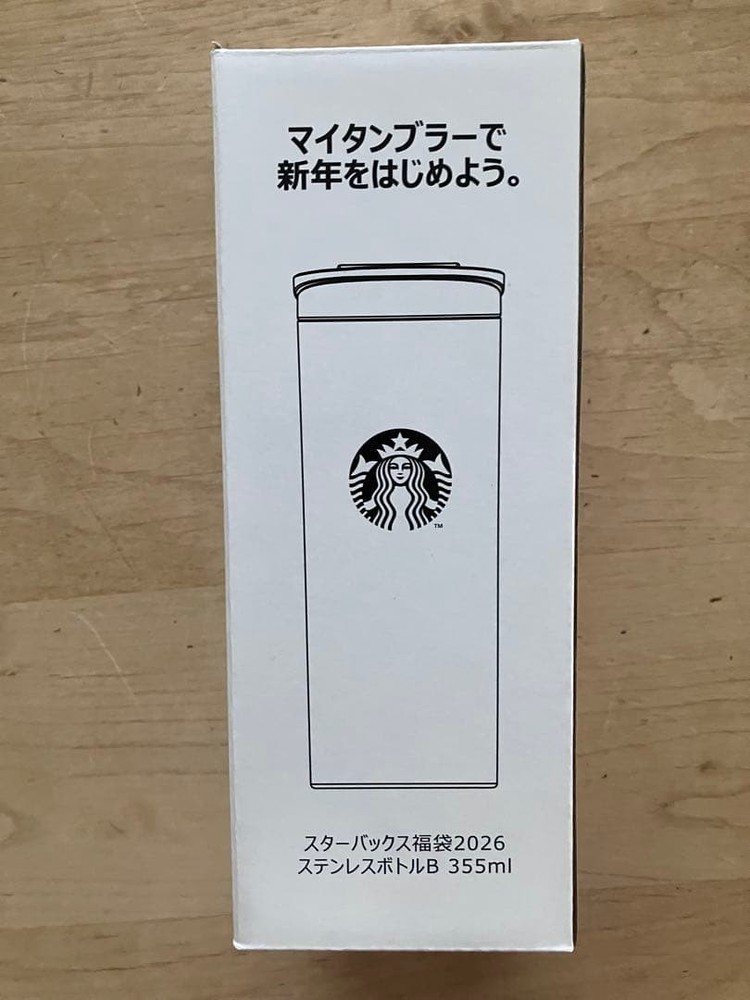 マイタンブラーで
新年をはじめよう。
TM
スターバックス福袋2026
ステンレスボトルB 355ml